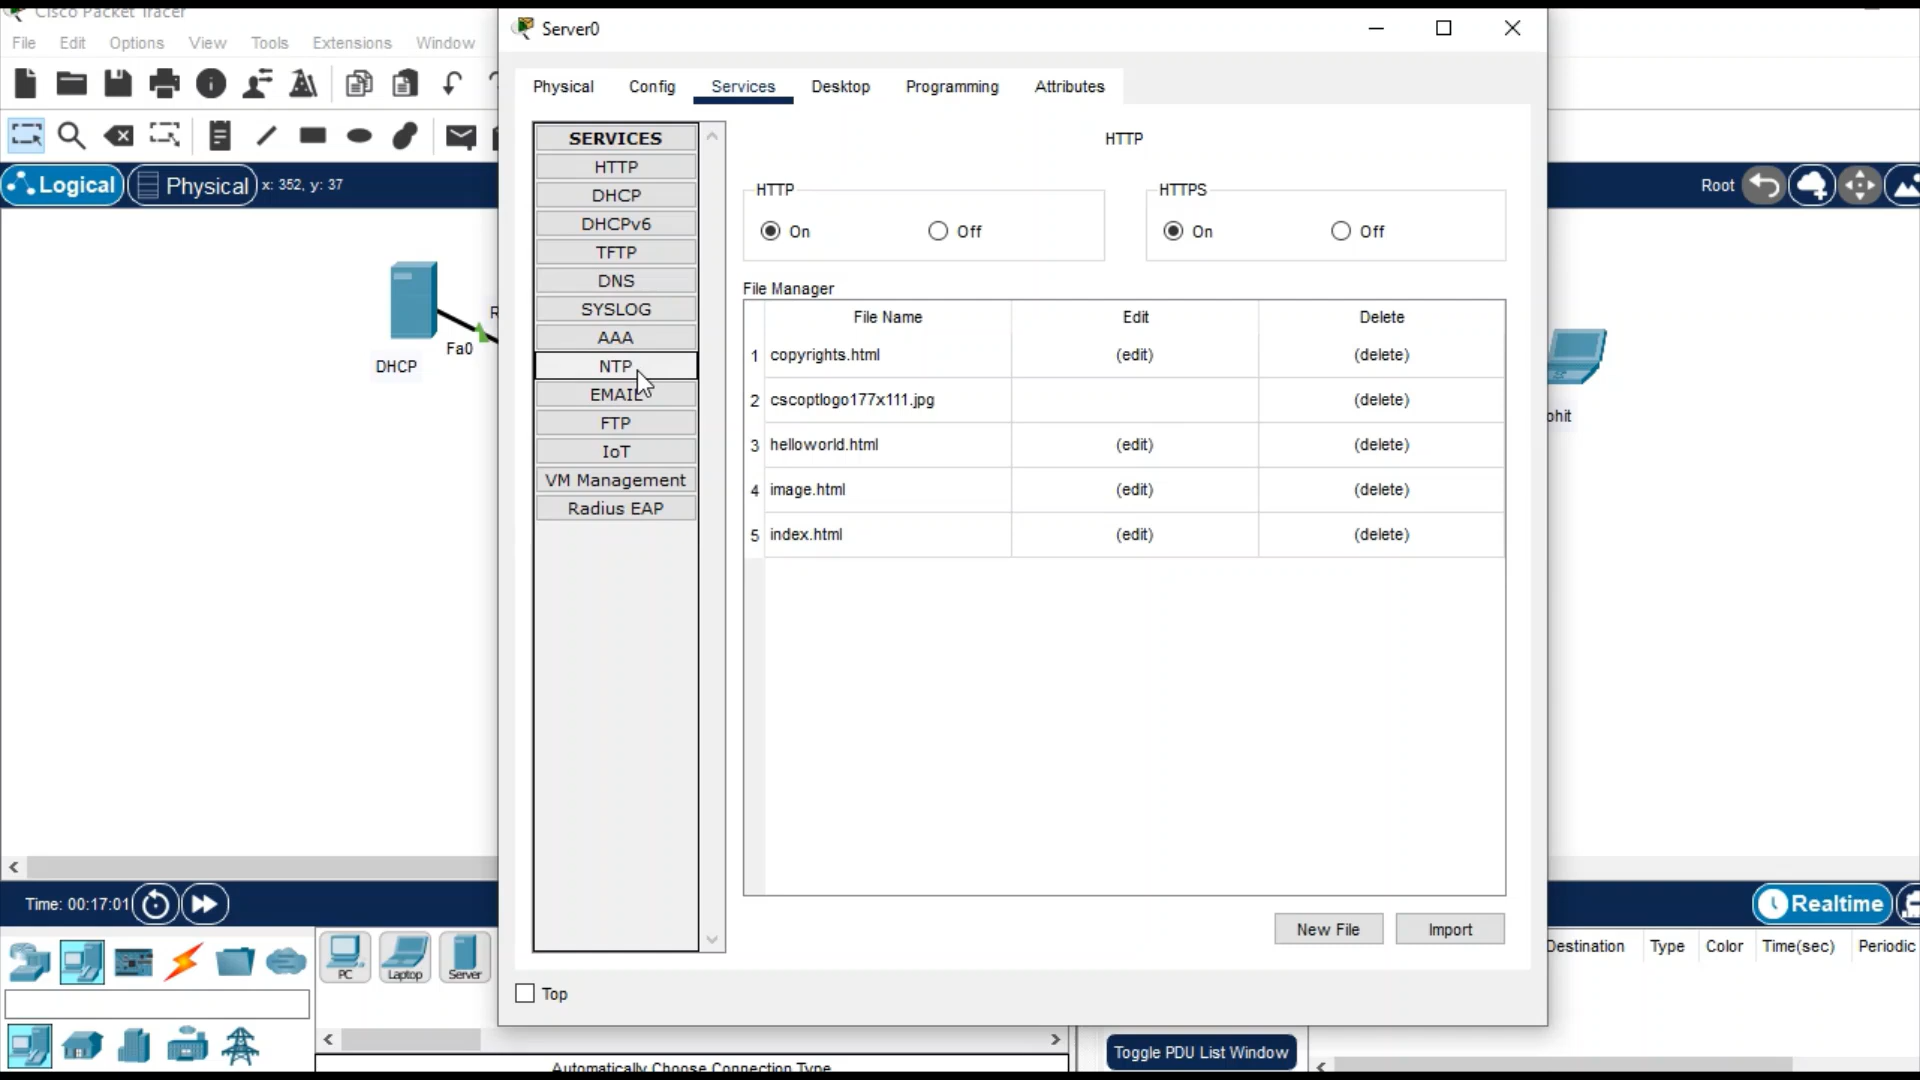 Cisco Packet Tracer
Server0
File Edit Options View Tools Extensions Window
Physical Config Services Desktop Programming Attributes
Logical Physical x: 352, y: 37
Root
SERVICES
HTTP
DHCP
DHCPv6
TFTP
DNS
SYSLOG
AAA
NTP
EMAIL
FTP
IoT
VM Management
Radius EAP
HTTP
HTTP HTTPS
On Off On Off
File Manager
File Name Edit Delete
1 copyrights.html (edit) (delete)
2 cscoptlogo177x111.jpg (delete)
3 helloworld.html (edit) (delete)
4 image.html (edit) (delete)
5 index.html (edit) (delete)
New File Import
Top
Fa0
DHCP
ohit
Time: 00:17:01
Realtime
PC Laptop Server
Destination Type Color Time(sec) Periodic
Automatically Choose Connection Type
Toggle PDU List Window